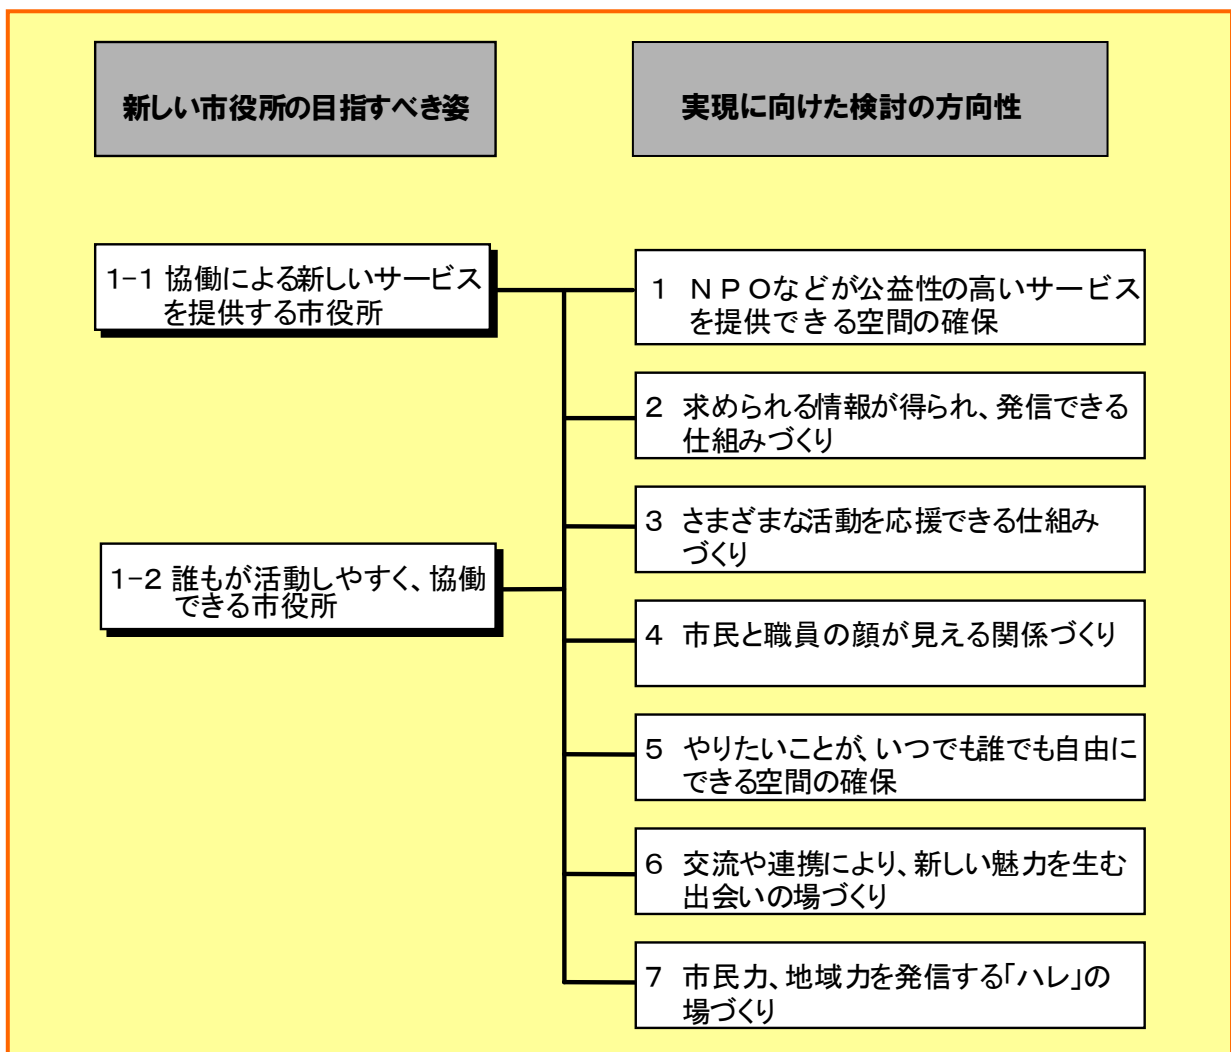 新しい市役所の目指すべき姿
実現に向けた検討の方向性
1-1 協働による新しいサービス
を提供する市役所
1-2 誰もが活動しやすく、協働
できる市役所
1 NPOなどが公益性の高いサービス
を提供できる空間の確保
2 求められる情報が得られ、発信できる
仕組みづくり
3 さまざまな活動を応援できる仕組み
づくり
4 市民と職員の顔が見える関係づくり
5 やりたいことが、いつでも誰でも自由に
できる空間の確保
6 交流や連携により、新しい魅力を生む
出会いの場づくり
7 市民力、地域力を発信する「ハレ」の
場づくり